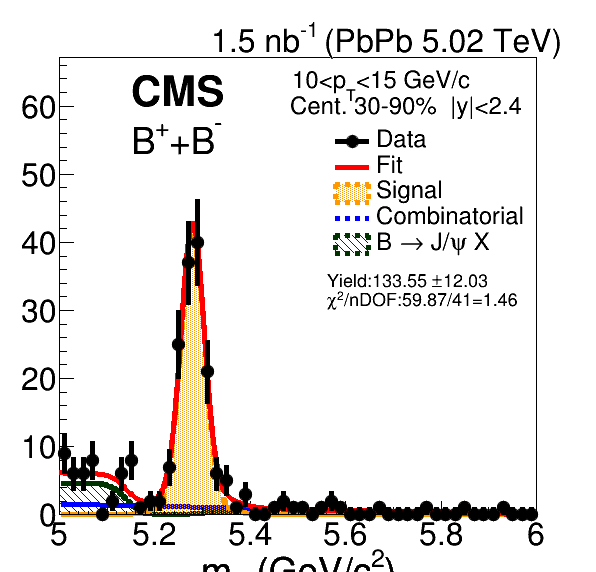 1.5 nb⁻¹ (PbPb 5.02 TeV)
CMS
B⁺+B⁻
10<p_T<15 GeV/c
Cent. 30-90% |y|<2.4
Data
Fit
Signal
Combinatorial
B → J/ψ X
Yield:133.55 ±12.03
χ²/nDOF:59.87/41=1.46
60
50
40
30
20
10
0
5 5.2 5.4 5.6 5.8 6
(GeV/c²)